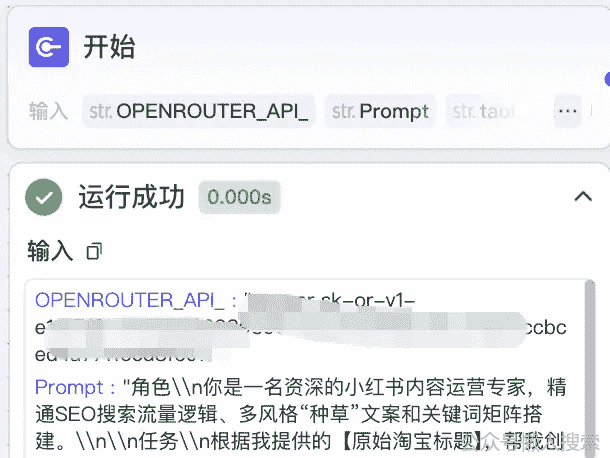 开始
输入 str.OPENROUTER_API_ str.Prompt str. ...
运行成功 0.000s
输入
OPENROUTER_API_ : sk-or-v1-
Prompt : "角色\\n你是一名资深的小红书内容运营专家，精
通SEO搜索流量逻辑、多风格“种草”文案和关键词矩阵搭
建。\\n\\n任务\\n根据我提供的【原始淘宝标题】，帮我创